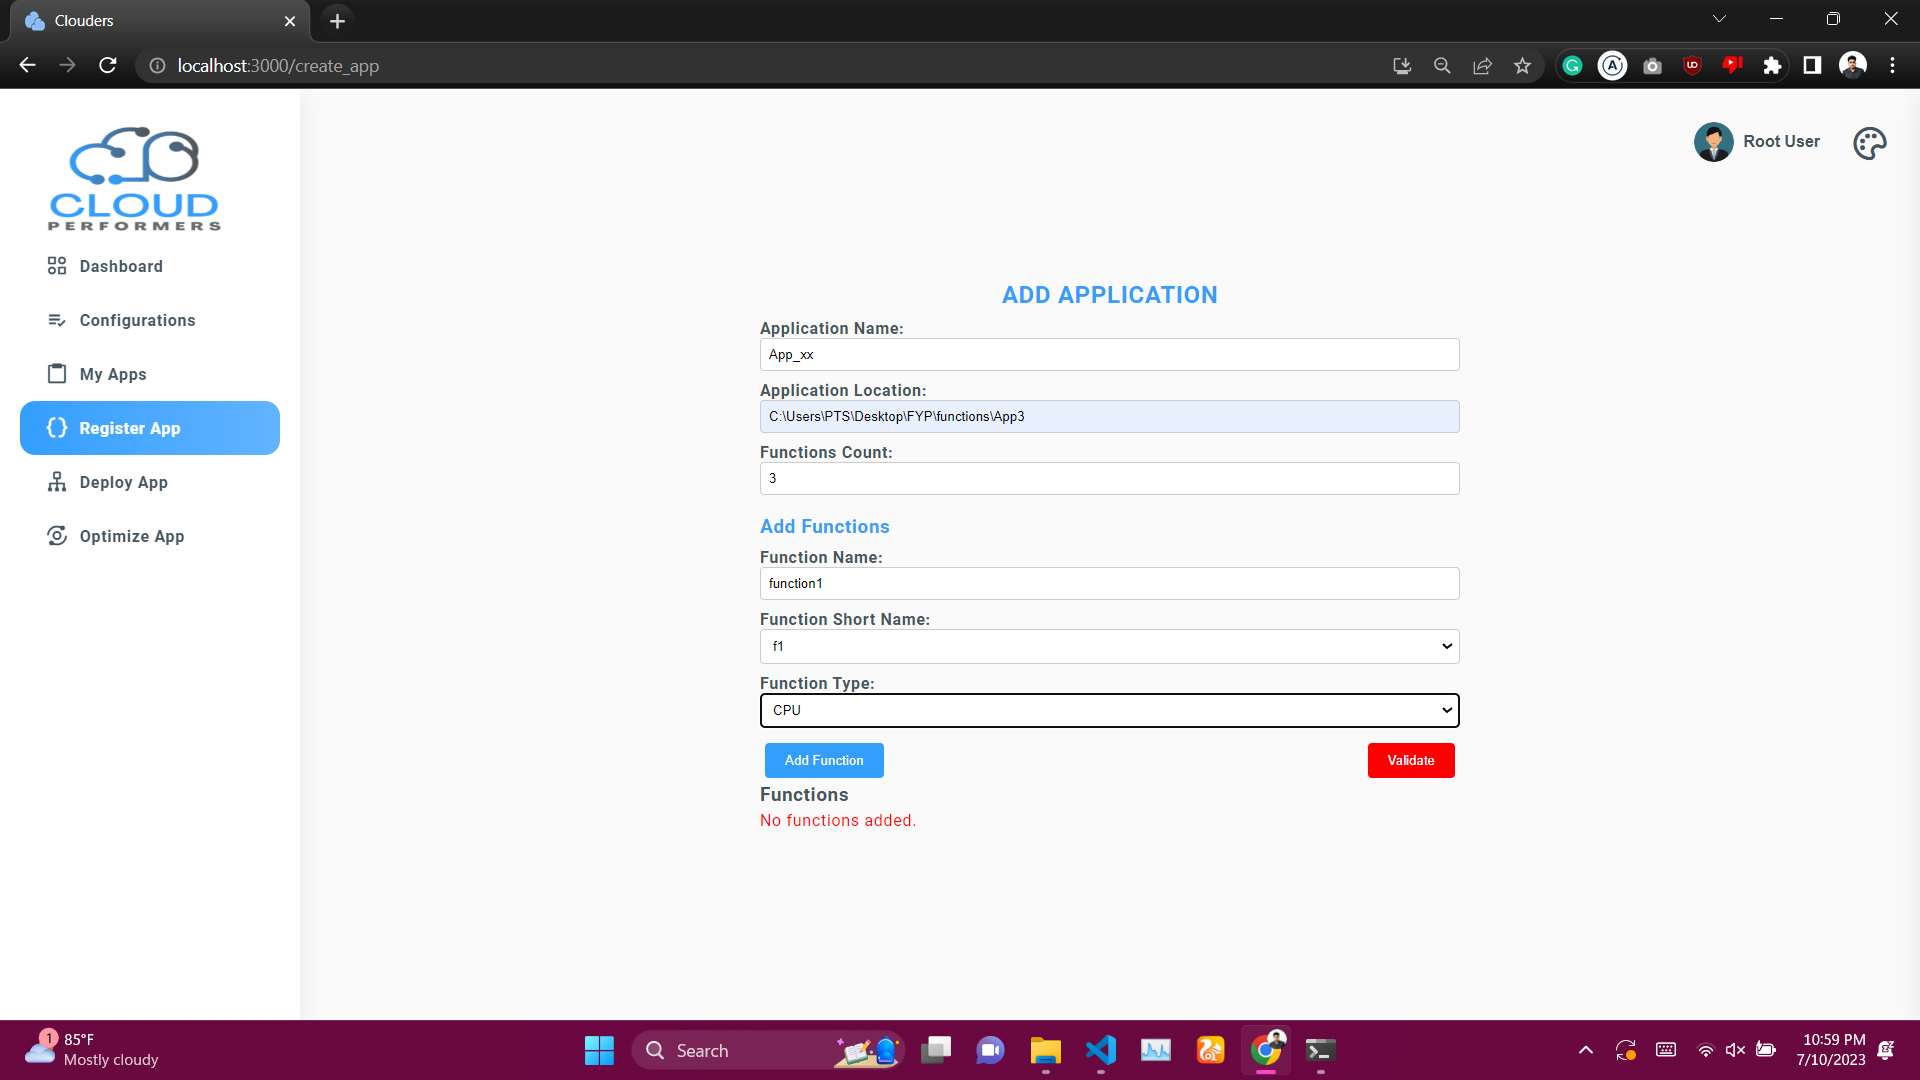 Clouders
localhost:3000/create_app
CLOUD
PERFORMERS
Dashboard
Configurations
My Apps
Register App
Deploy App
Optimize App
Root User
ADD APPLICATION
Application Name:
App_xx
Application Location:
C:\Users\PTS\Desktop\FYP\functions\App3
Functions Count:
3
Add Functions
Function Name:
function1
Function Short Name:
f1
Function Type:
CPU
Add Function
Validate
Functions
No functions added.
1
85°F
Mostly cloudy
Search
10:59 PM
7/10/2023